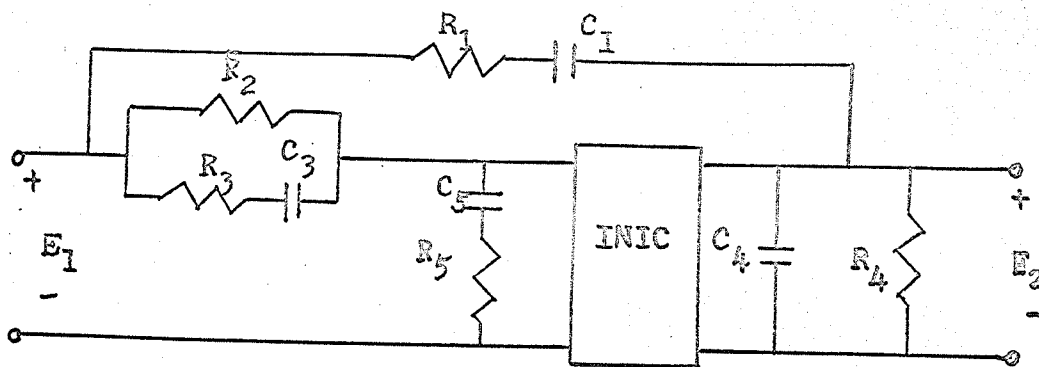 R1
C1
R2
R3
C3
+
E1
-
C5
R5
INIC
C4
R4
+
E2
-